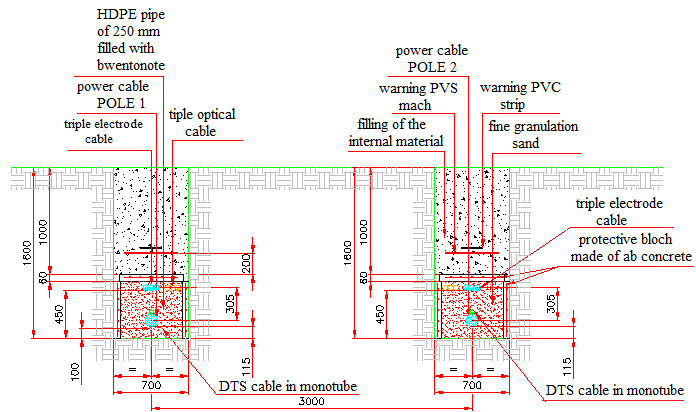 HDPE pipe
of 250 mm
filled with
bwentonote
power cable
POLE 1
triple electrode
cable
tiple optical
cable
power cable
POLE 2
warning PVS
mach
warning PVC
strip
filling of the
internal material
fine granulation
sand
triple electrode
cable
protective bloch
made of ab concrete
1600
1000
60
450
100
200
305
115
=
=
700
DTS cable in monotube
3000
1600
1000
60
450
305
115
=
=
700
DTS cable in monotube